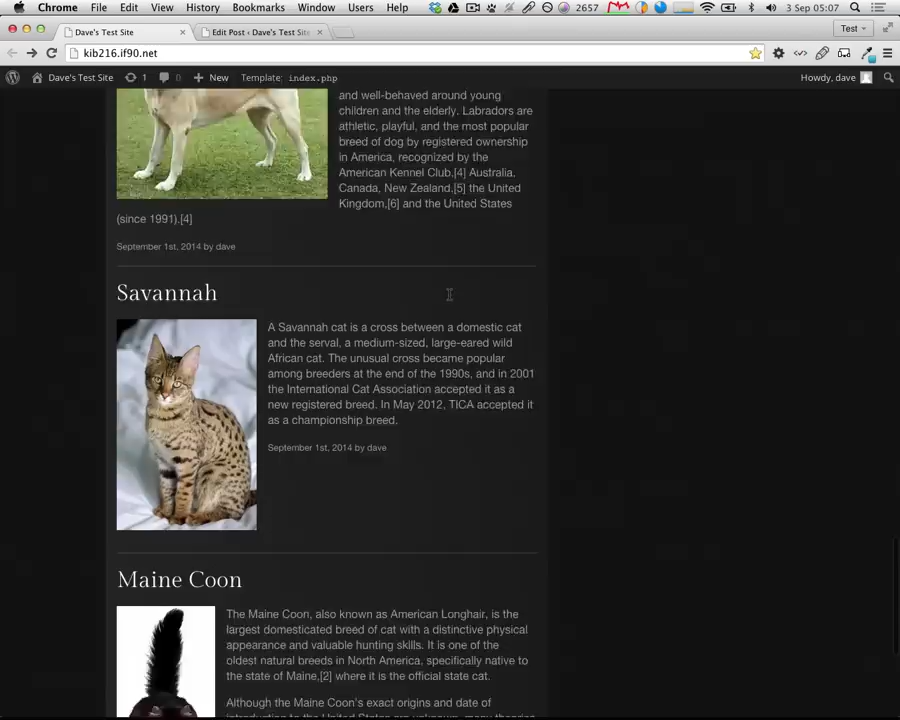 Chrome File Edit View History Bookmarks Window Users Help 2657 3 Sep 05:07
Dave's Test Site Edit Post ‹ Dave's Test Sit Test
kib216.if90.net
Dave's Test Site 1 0 New Template: index.php Howdy, dave
and well-behaved around young
children and the elderly. Labradors are
athletic, playful, and the most popular
breed of dog by registered ownership
in America, recognized by the
American Kennel Club,[4] Australia,
Canada, New Zealand,[5] the United
Kingdom,[6] and the United States
(since 1991).[4]
September 1st, 2014 by dave
Savannah
A Savannah cat is a cross between a domestic cat
and the serval, a medium-sized, large-eared wild
African cat. The unusual cross became popular
among breeders at the end of the 1990s, and in 2001
the International Cat Association accepted it as a
new registered breed. In May 2012, TICA accepted it
as a championship breed.
September 1st, 2014 by dave
Maine Coon
The Maine Coon, also known as American Longhair, is the
largest domesticated breed of cat with a distinctive physical
appearance and valuable hunting skills. It is one of the
oldest natural breeds in North America, specifically native to
the state of Maine,[2] where it is the official state cat.
Although the Maine Coon's exact origins and date of
introduction to the United States are unknown, many theories